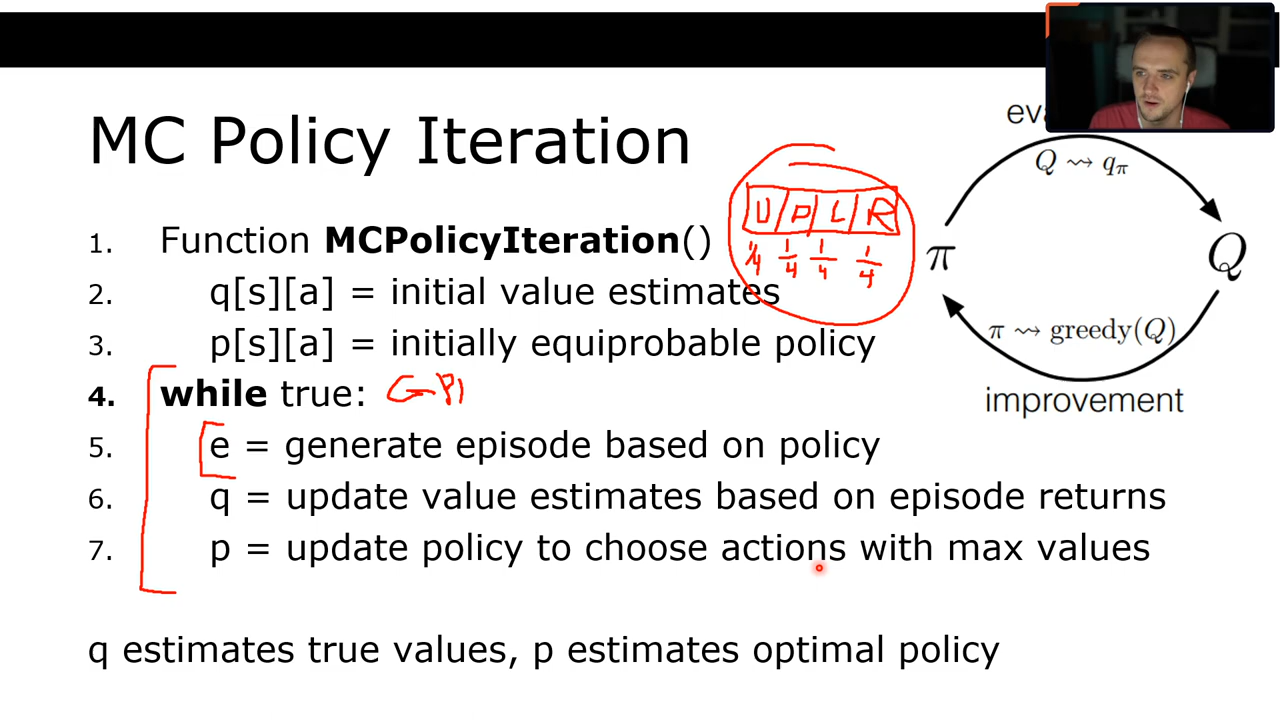 MC Policy Iteration
1. Function MCPolicyIteration()
2. q[s][a] = initial value estimates
3. p[s][a] = initially equiprobable policy
4. while true: GPI
5. e = generate episode based on policy
6. q = update value estimates based on episode returns
7. p = update policy to choose actions with max values
q estimates true values, p estimates optimal policy
U D L R
1/4 1/4 1/4 1/4
Q ⇝ qπ
π
Q
π ⇝ greedy(Q)
improvement